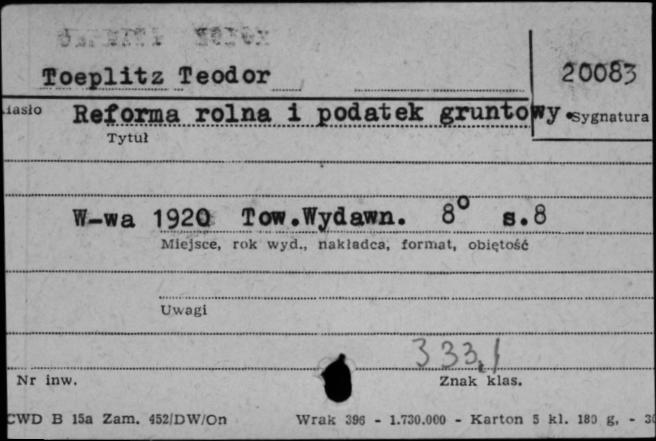 Toeplitz Teodor
20083
iasło
Reforma rolna i podatek gruntowy.
Sygnatura
Tytuł
W-wa 1920 Tow.Wydawn. 8° s.8
Miejsce, rok wyd., nakładca, format, objętość
Uwagi
333,1
Nr inw.
Znak klas.
CWD B 15a Zam. 452/DW/On Wrak 396 - 1.730.000 - Karton 5 kl. 180 g. - 30